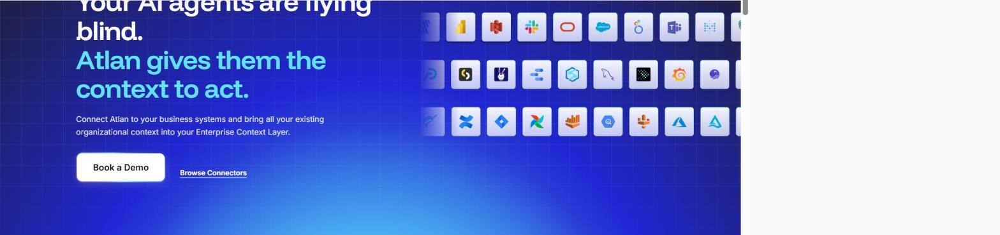 Your AI agents are flying
blind.
Atlan gives them the
context to act.
Connect Atlan to your business systems and bring all your existing
organizational context into your Enterprise Context Layer.
Book a Demo
Browse Connectors